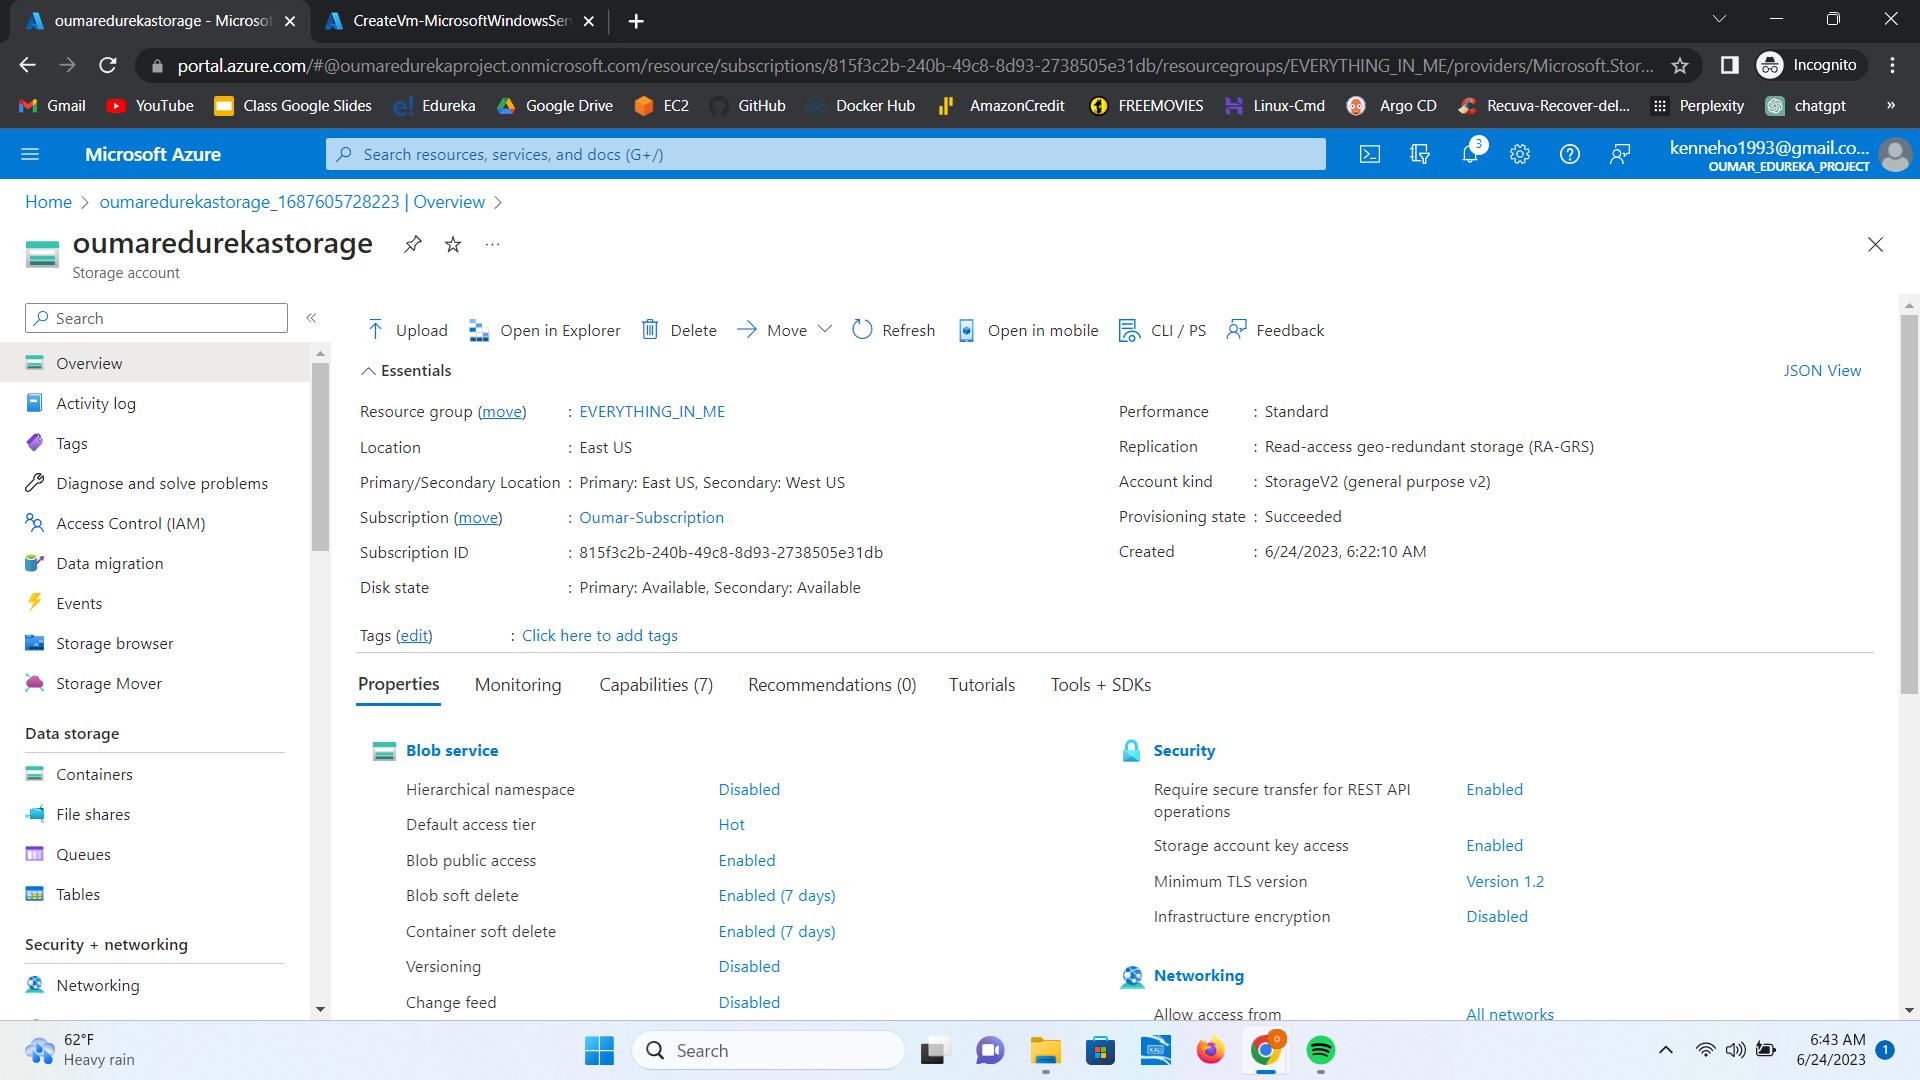 oumaredurekastorage - Microsof
CreateVm-MicrosoftWindowsSer
portal.azure.com/#@oumaredurekaproject.onmicrosoft.com/resource/subscriptions/815f3c2b-240b-49c8-8d93-2738505e31db/resourcegroups/EVERYTHING_IN_ME/providers/Microsoft.Stor...
Incognito
Gmail YouTube Class Google Slides Edureka Google Drive EC2 GitHub Docker Hub AmazonCredit FREEMOVIES Linux-Cmd Argo CD Recuva-Recover-del... Perplexity chatgpt »
Microsoft Azure
Search resources, services, and docs (G+/)
3
kenneho1993@gmail.co...
OUMAR_EDUREKA_PROJECT
Home > oumaredurekastorage_1687605728223 | Overview >
oumaredurekastorage
...
Storage account
Search
«
Upload Open in Explorer Delete Move Refresh Open in mobile CLI / PS Feedback
Overview
Activity log
Tags
Diagnose and solve problems
Access Control (IAM)
Data migration
Events
Storage browser
Storage Mover
Data storage
Containers
File shares
Queues
Tables
Security + networking
Networking
Essentials
JSON View
Resource group (move) : EVERYTHING_IN_ME
Location : East US
Primary/Secondary Location : Primary: East US, Secondary: West US
Subscription (move) : Oumar-Subscription
Subscription ID : 815f3c2b-240b-49c8-8d93-2738505e31db
Disk state : Primary: Available, Secondary: Available
Performance : Standard
Replication : Read-access geo-redundant storage (RA-GRS)
Account kind : StorageV2 (general purpose v2)
Provisioning state : Succeeded
Created : 6/24/2023, 6:22:10 AM
Tags (edit) : Click here to add tags
Properties Monitoring Capabilities (7) Recommendations (0) Tutorials Tools + SDKs
Blob service
Hierarchical namespace Disabled
Default access tier Hot
Blob public access Enabled
Blob soft delete Enabled (7 days)
Container soft delete Enabled (7 days)
Versioning Disabled
Change feed Disabled
Security
Require secure transfer for REST API Enabled
operations
Storage account key access Enabled
Minimum TLS version Version 1.2
Infrastructure encryption Disabled
Networking
Allow access from All networks
62°F
Heavy rain
Search
KALI
0
6:43 AM
6/24/2023
1